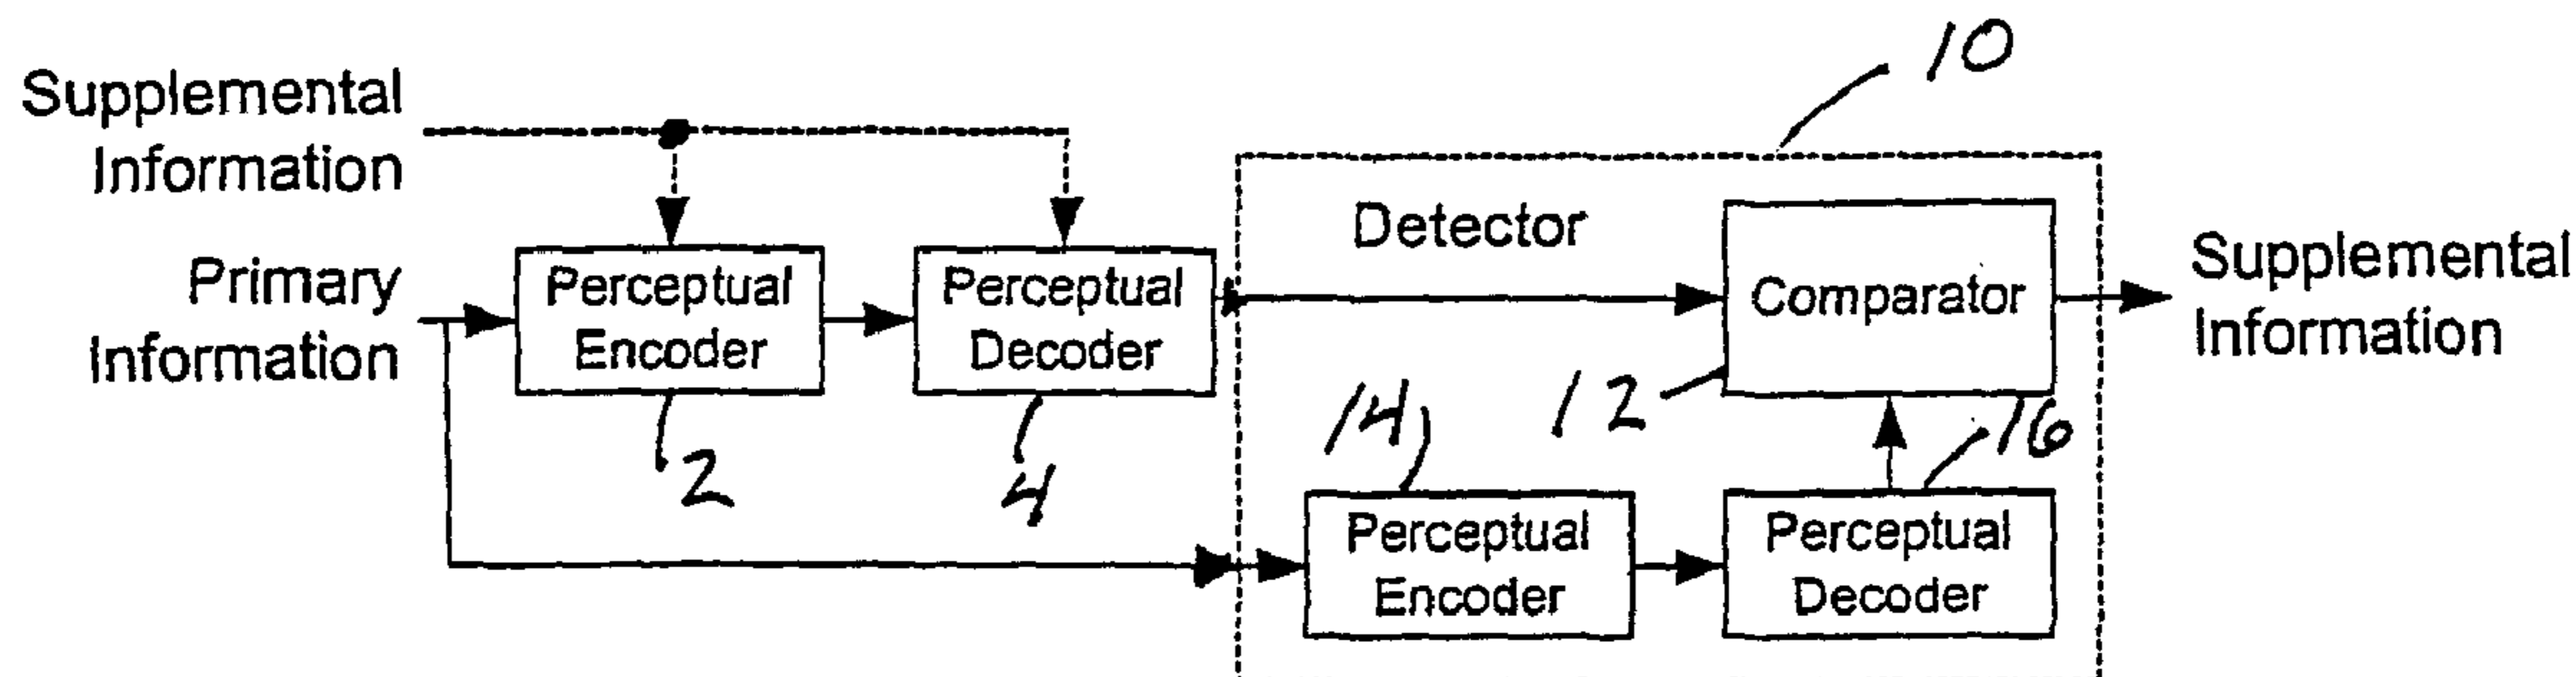 10
Supplemental
Information
Detector
Supplemental
Information
Primary
Information
Perceptual
Encoder
Perceptual
Decoder
Comparator
2
4
14
12
16
Perceptual
Encoder
Perceptual
Decoder